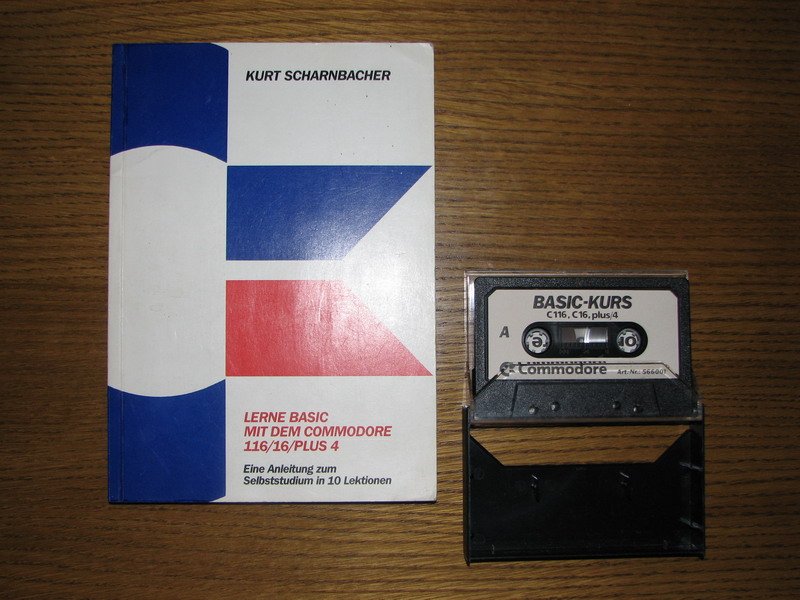 KURT SCHARNBACHER
LERNE BASIC
MIT DEM COMMODORE
116/16/PLUS 4
Eine Anleitung zum
Selbststudium in 10 Lektionen
BASIC-KURS
C116, C16, plus/4
A
Commodore
Art.-Nr.: 566001